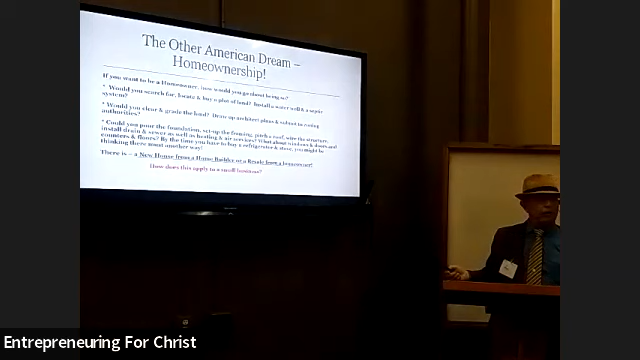 The Other American Dream –
Homeownership!
If you want to be a Homeowner, how would you go about being so?
* Would you search for, locate & buy a plot of land? Install a water well & a septic
system?
* Would you clear & grade the land? Draw up architect plans & submit to zoning
authorities?
* Could you pour the foundation, set-up the framing, pitch a roof, wire the structure,
install drain & sewer as well as heating & air services? What about windows & doors and
counters & floors? By the time you have to buy a refrigerator & stove, you might be
thinking there must another way!
There is – a New House from a Home Builder or a Resale from a homeowner!
How does this apply to a small business?
Entrepreneuring For Christ